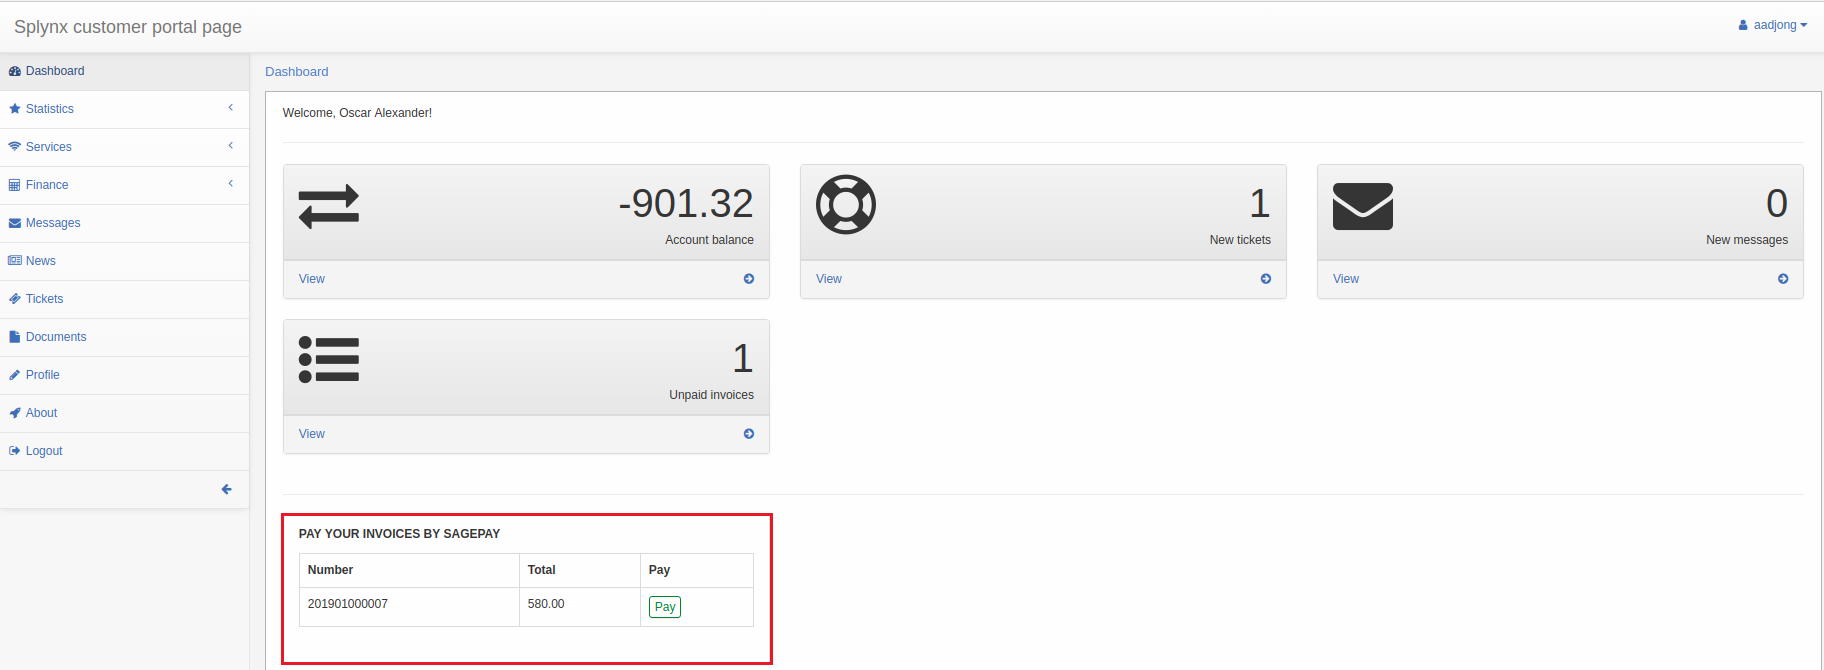 Splynx customer portal page
aadjong
Dashboard
Statistics
Services
Finance
Messages
News
Tickets
Documents
Profile
About
Logout
Dashboard
Welcome, Oscar Alexander!
-901.32
Account balance
View
1
New tickets
View
0
New messages
View
1
Unpaid invoices
View
PAY YOUR INVOICES BY SAGEPAY
Number Total Pay
201901000007 580.00 Pay